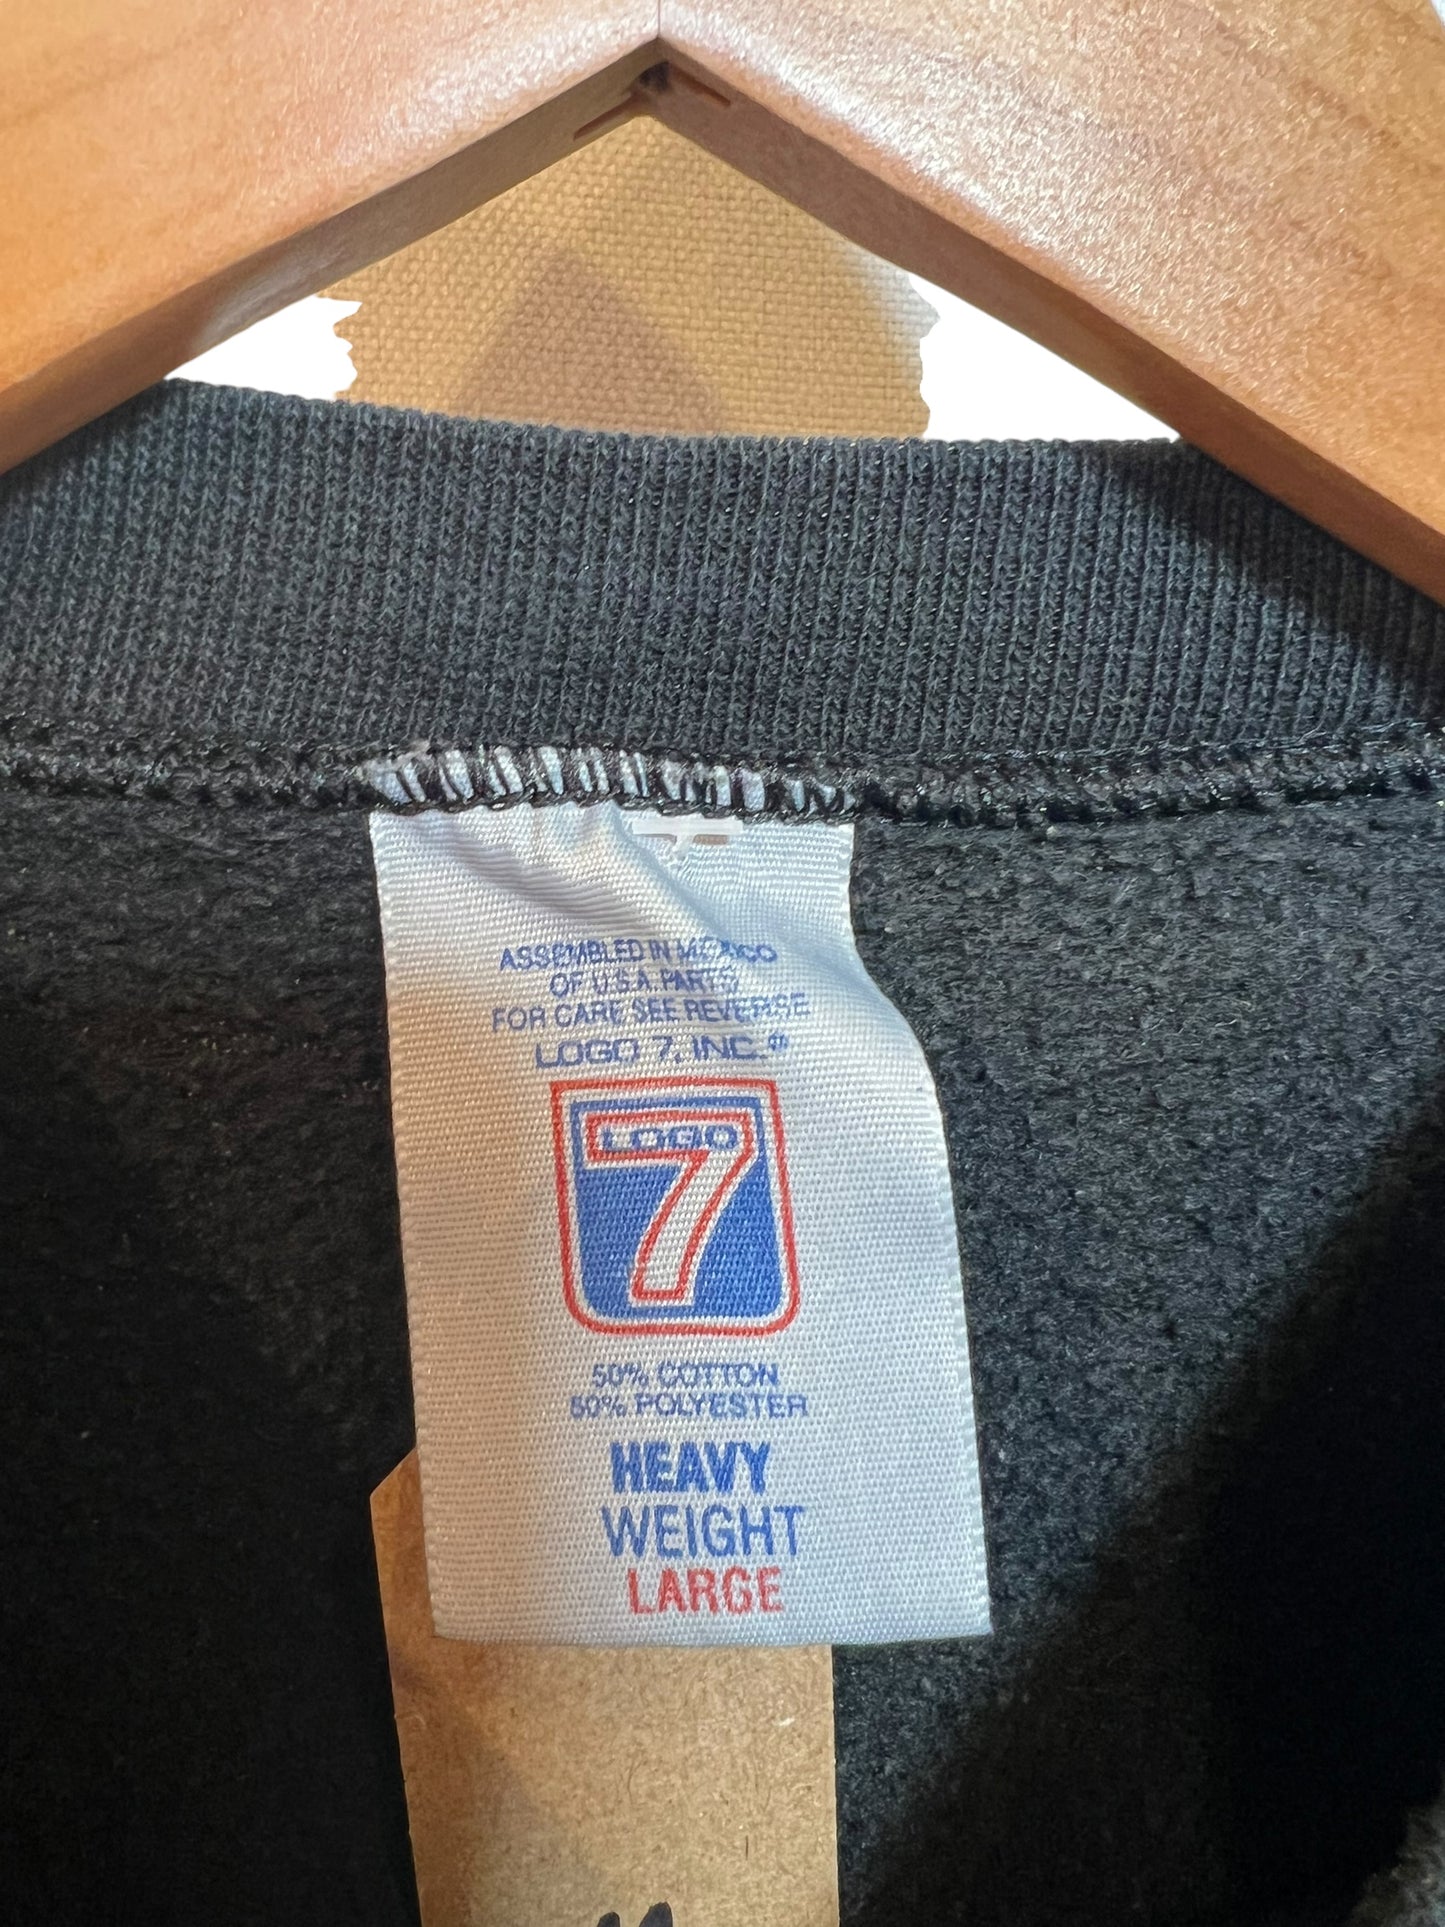 ASSEMBLED IN MEXICO
OF U.S.A. PARTS
FOR CARE SEE REVERSE
LOGO 7, INC.®
LOGO
7
50% COTTON
50% POLYESTER
HEAVY
WEIGHT
LARGE